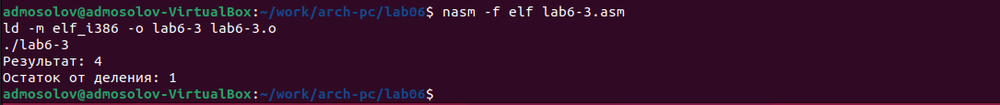 admosolov@admosolov-VirtualBox:~/work/arch-pc/lab06$ nasm -f elf lab6-3.asm
ld -m elf_i386 -o lab6-3 lab6-3.o
./lab6-3
Результат: 4
Остаток от деления: 1
admosolov@admosolov-VirtualBox:~/work/arch-pc/lab06$